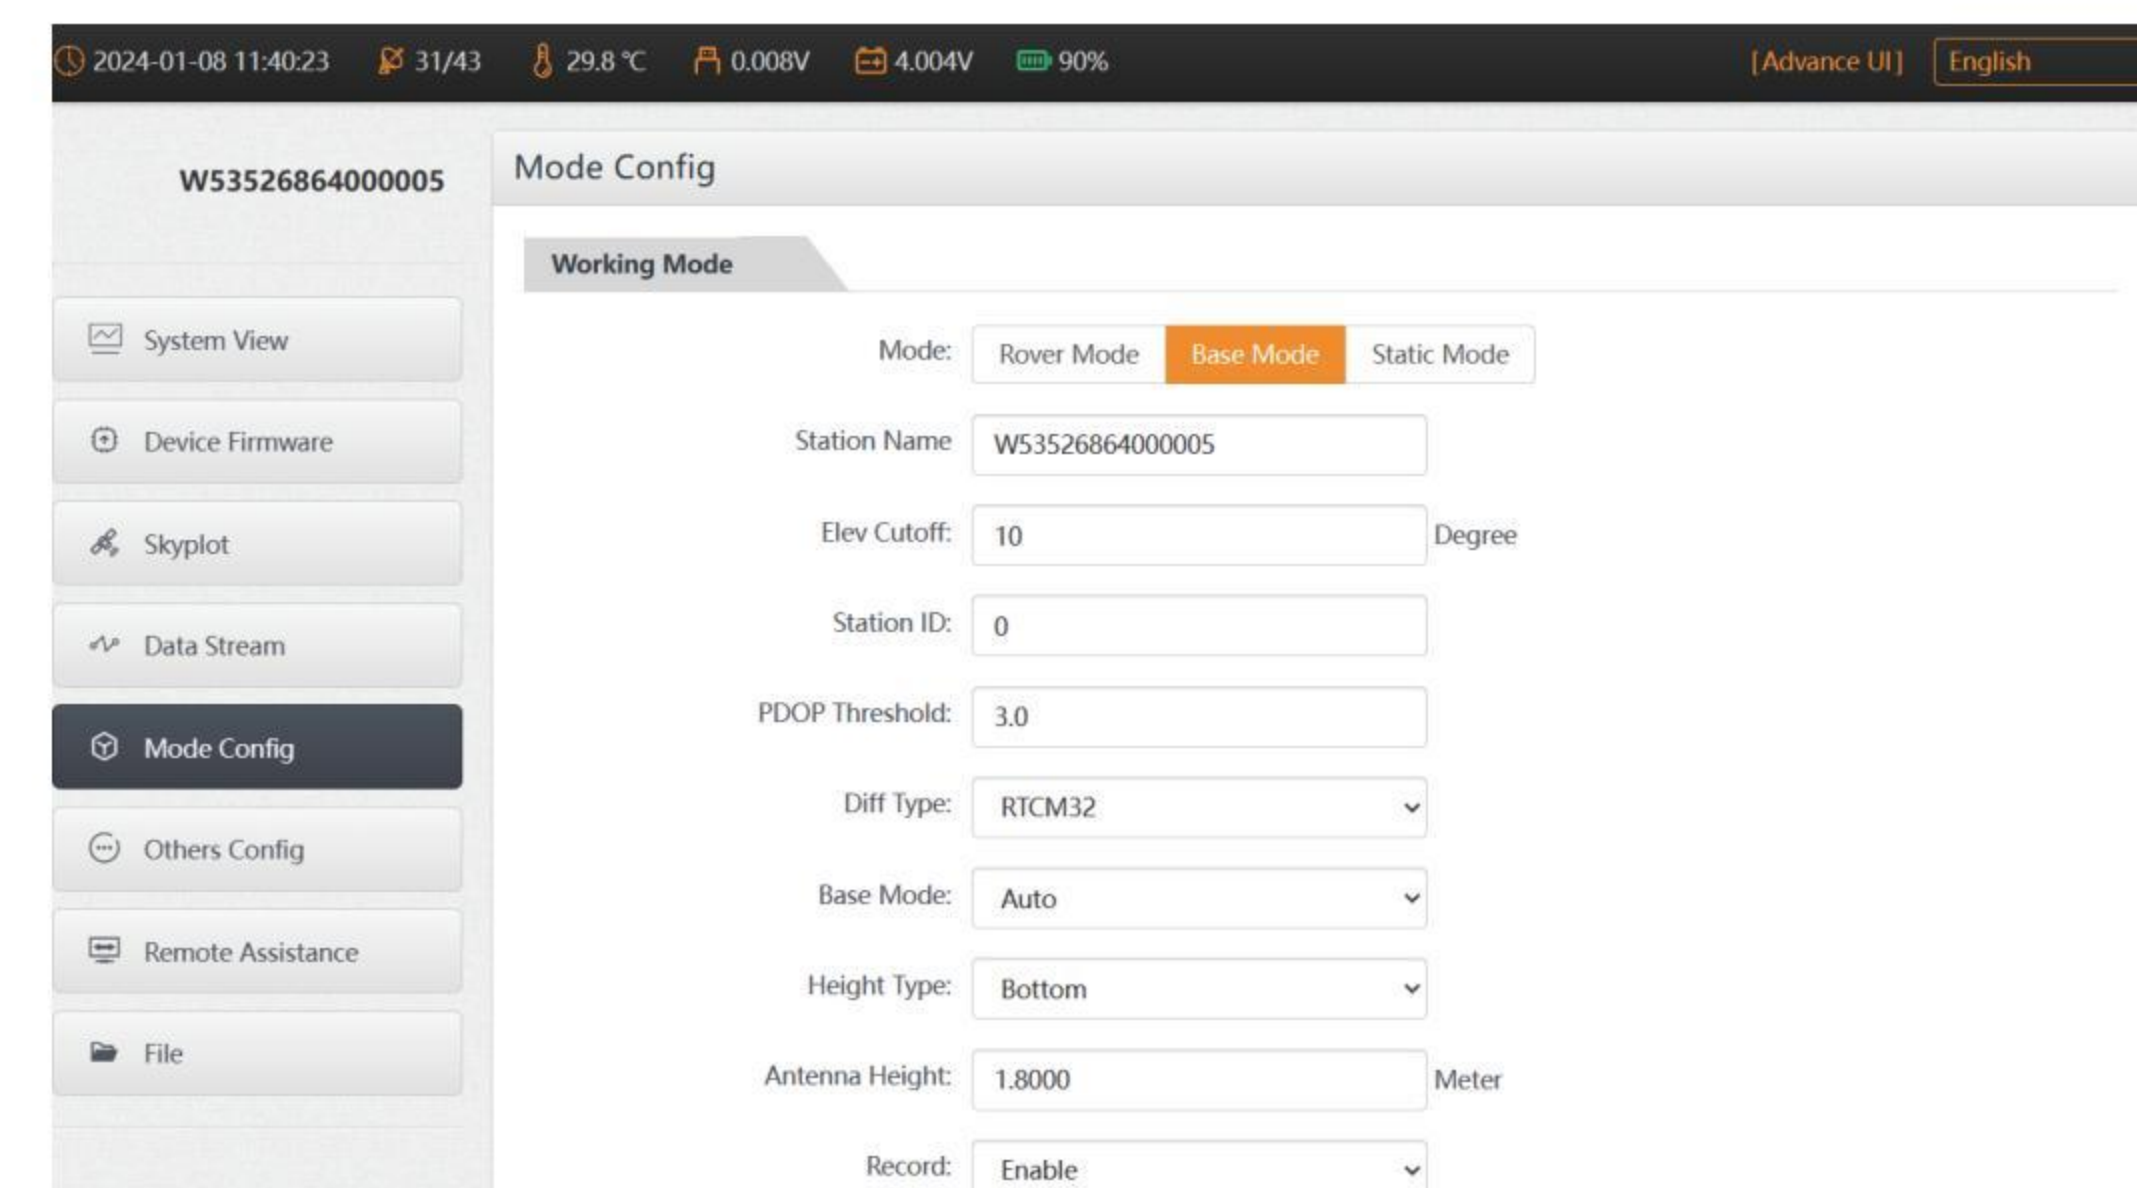 2024-01-08 11:40:23 31/43 29.8 ℃ 0.008V 4.004V 90% [Advance UI] English
W53526864000005
Mode Config
Working Mode
System View
Device Firmware
Skyplot
Data Stream
Mode Config
Others Config
Remote Assistance
File
Mode: Rover Mode Base Mode Static Mode
Station Name W53526864000005
Elev Cutoff: 10 Degree
Station ID: 0
PDOP Threshold: 3.0
Diff Type: RTCM32
Base Mode: Auto
Height Type: Bottom
Antenna Height: 1.8000 Meter
Record: Enable